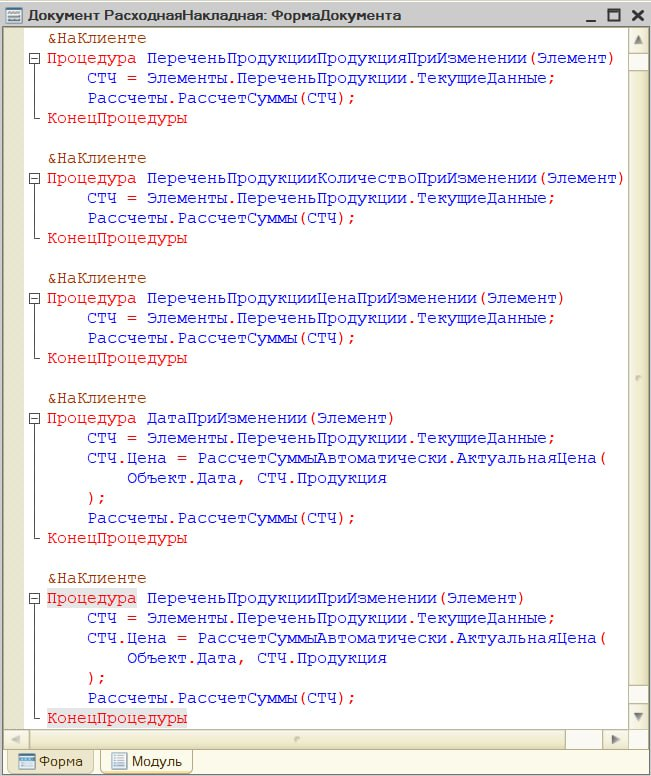 Документ РасходнаяНакладная: ФормаДокумента
&НаКлиенте
Процедура ПереченьПродукцииПродукцияПриИзменении(Элемент)
СТЧ = Элементы.ПереченьПродукции.ТекущиеДанные;
Рассчеты.РассчетСуммы(СТЧ);
КонецПроцедуры
&НаКлиенте
Процедура ПереченьПродукцииКоличествоПриИзменении(Элемент)
СТЧ = Элементы.ПереченьПродукции.ТекущиеДанные;
Рассчеты.РассчетСуммы(СТЧ);
КонецПроцедуры
&НаКлиенте
Процедура ПереченьПродукцииЦенаПриИзменении(Элемент)
СТЧ = Элементы.ПереченьПродукции.ТекущиеДанные;
Рассчеты.РассчетСуммы(СТЧ);
КонецПроцедуры
&НаКлиенте
Процедура ДатаПриИзменении(Элемент)
СТЧ = Элементы.ПереченьПродукции.ТекущиеДанные;
СТЧ.Цена = РассчетСуммыАвтоматически.АктуальнаяЦена(
Объект.Дата, СТЧ.Продукция
);
Рассчеты.РассчетСуммы(СТЧ);
КонецПроцедуры
&НаКлиенте
Процедура ПереченьПродукцииПриИзменении(Элемент)
СТЧ = Элементы.ПереченьПродукции.ТекущиеДанные;
СТЧ.Цена = РассчетСуммыАвтоматически.АктуальнаяЦена(
Объект.Дата, СТЧ.Продукция
);
Рассчеты.РассчетСуммы(СТЧ);
КонецПроцедуры
Форма Модуль